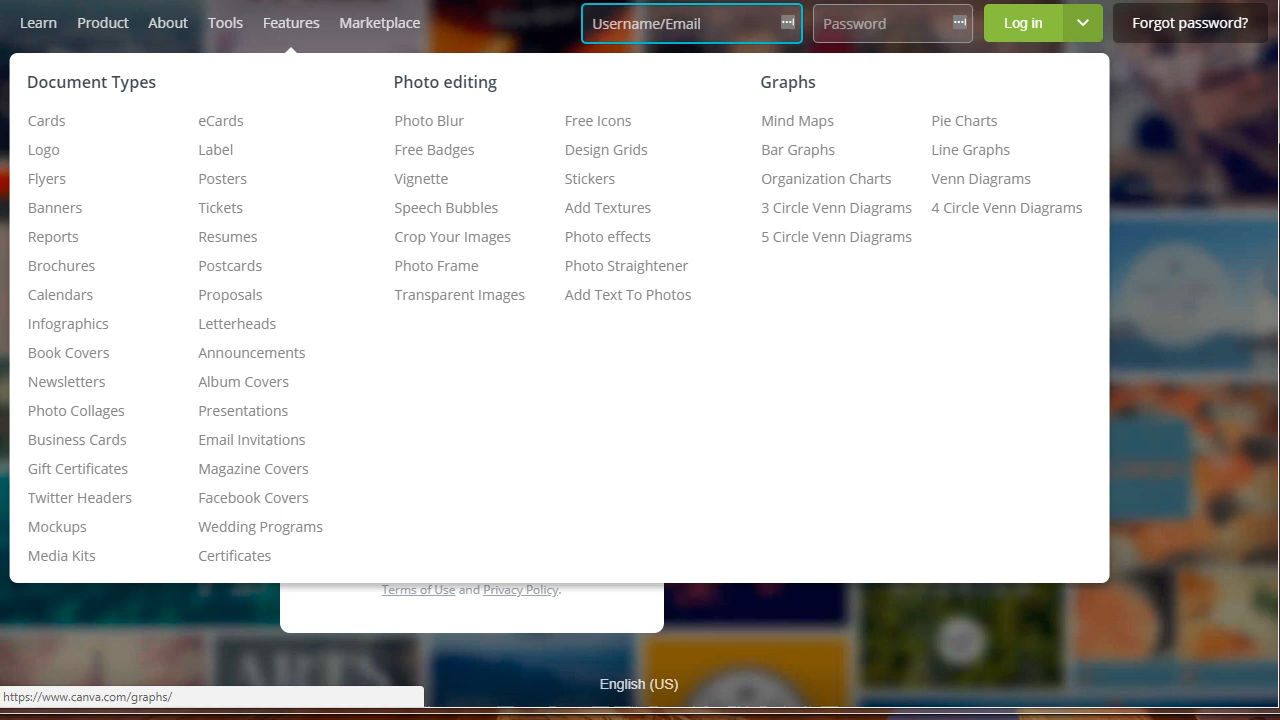 Learn Product About Tools Features Marketplace Username/Email Password Log in Forgot password?
Document Types
Cards
Logo
Flyers
Banners
Reports
Brochures
Calendars
Infographics
Book Covers
Newsletters
Photo Collages
Business Cards
Gift Certificates
Twitter Headers
Mockups
Media Kits
eCards
Label
Posters
Tickets
Resumes
Postcards
Proposals
Letterheads
Announcements
Album Covers
Presentations
Email Invitations
Magazine Covers
Facebook Covers
Wedding Programs
Certificates
Photo editing
Photo Blur
Free Badges
Vignette
Speech Bubbles
Crop Your Images
Photo Frame
Transparent Images
Free Icons
Design Grids
Stickers
Add Textures
Photo effects
Photo Straightener
Add Text To Photos
Graphs
Mind Maps
Bar Graphs
Organization Charts
3 Circle Venn Diagrams
5 Circle Venn Diagrams
Pie Charts
Line Graphs
Venn Diagrams
4 Circle Venn Diagrams
Terms of Use and Privacy Policy.
ARTS
English (US)
https://www.canva.com/graphs/